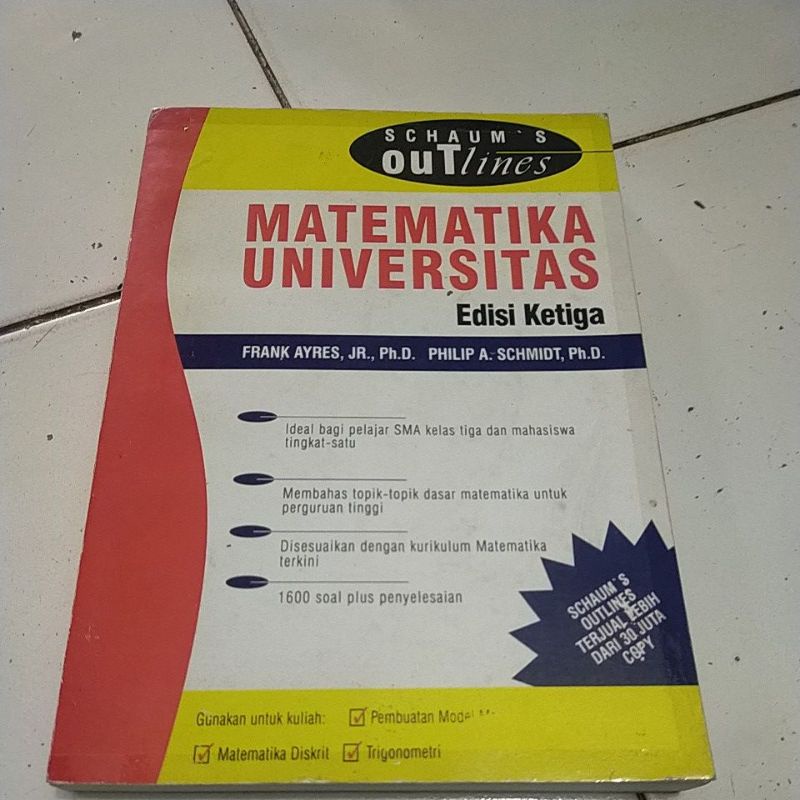 SCHAUM'S
ouTlines
MATEMATIKA
UNIVERSITAS
Edisi Ketiga
FRANK AYRES, JR., Ph.D. PHILIP A. SCHMIDT, Ph.D.
Ideal bagi pelajar SMA kelas tiga dan mahasiswa
tingkat-satu
Membahas topik-topik dasar matematika untuk
perguruan tinggi
Disesuaikan dengan kurikulum Matematika
terkini
1600 soal plus penyelesaian
SCHAUM'S
OUTLINES
TERJUAL LEBIH
DARI 30 JUTA
COPY
Gunakan untuk kuliah: Pembuatan Model
Matematika Diskrit Trigonometri